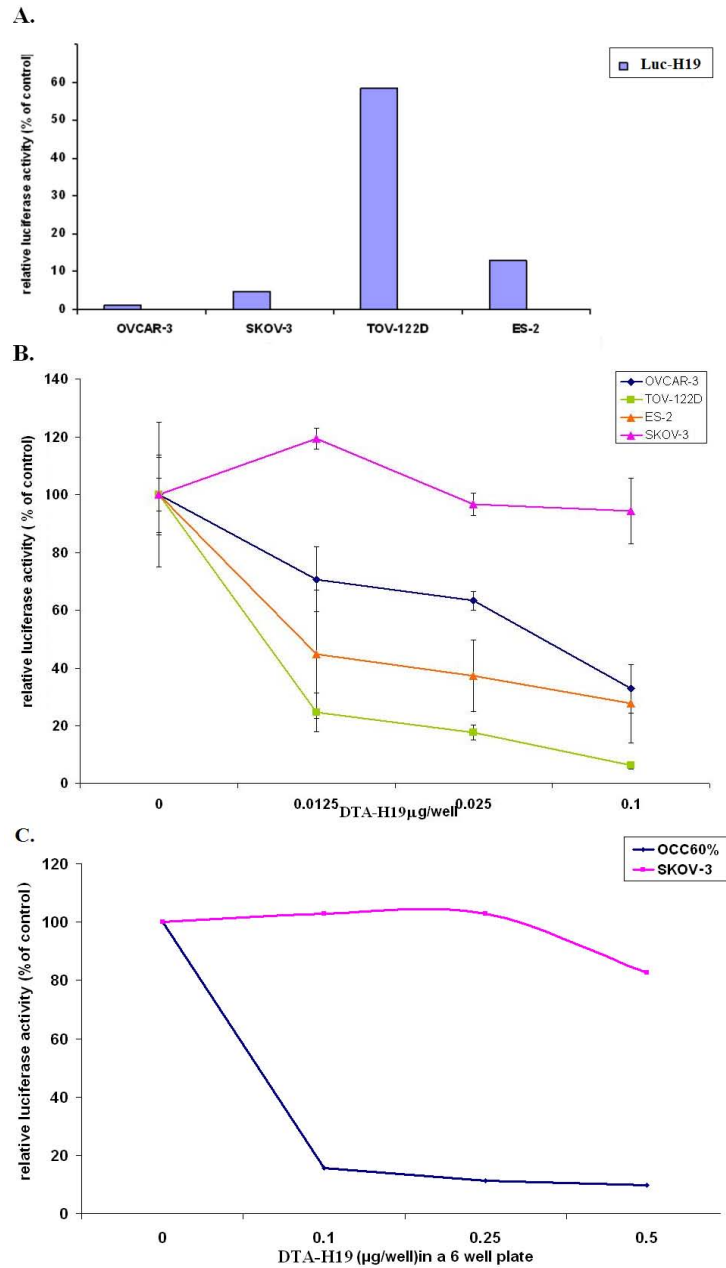 A.
Luc-H19
relative luciferase activity (% of control|
60
50
40
30
20
10
0
OVCAR-3 SKOV-3 TOV-122D ES-2
B.
OVCAR-3
TOV-122D
ES-2
SKOV-3
relative luciferase activity ( % of control)
140
120
100
80
60
40
20
0
0 0.0125 0.025 0.1
DTA-H19µg/well
C.
OCC60%
SKOV-3
relative luciferase activity (% of control)
120
100
80
60
40
20
0
0 0.1 0.25 0.5
DTA-H19 (µg/well)in a 6 well plate